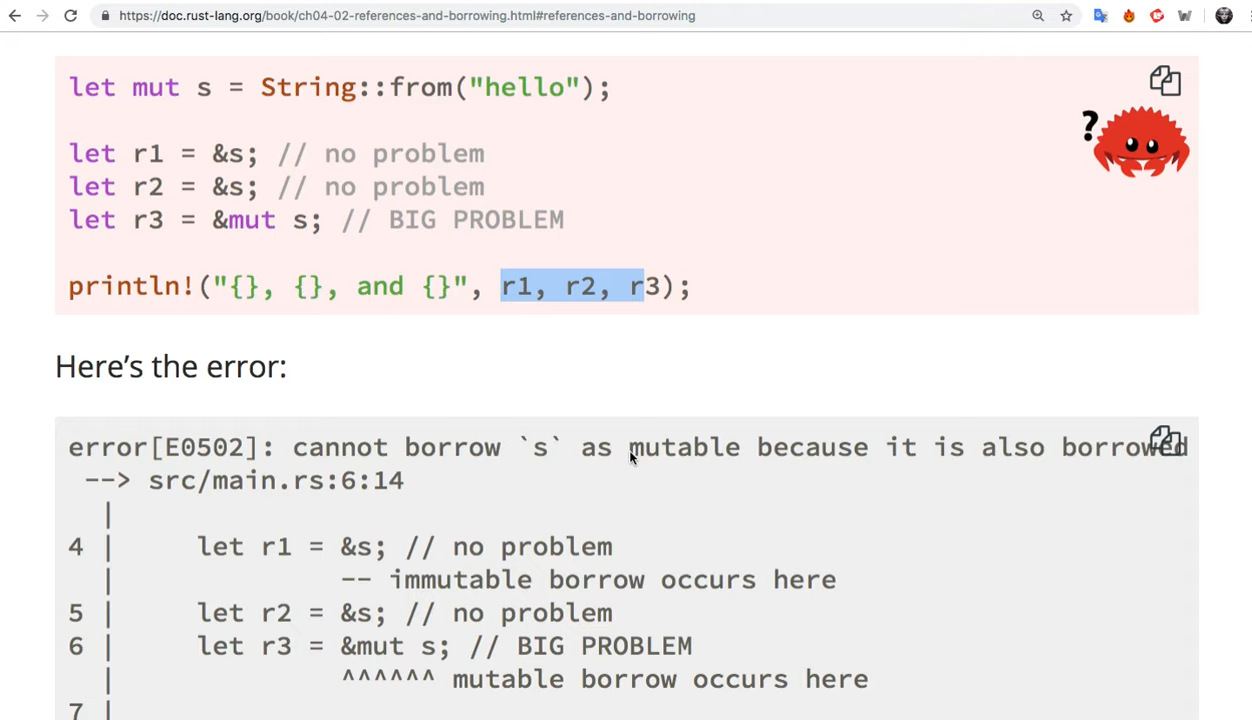 https://doc.rust-lang.org/book/ch04-02-references-and-borrowing.html#references-and-borrowing
let mut s = String::from("hello");
let r1 = &s; // no problem
let r2 = &s; // no problem
let r3 = &mut s; // BIG PROBLEM
println!("{}, {}, and {}", r1, r2, r3);
?
Here’s the error:
error[E0502]: cannot borrow `s` as mutable because it is also borrowed
--> src/main.rs:6:14
|
4 | let r1 = &s; // no problem
| -- immutable borrow occurs here
5 | let r2 = &s; // no problem
6 | let r3 = &mut s; // BIG PROBLEM
| ^^^^^^ mutable borrow occurs here
7 |